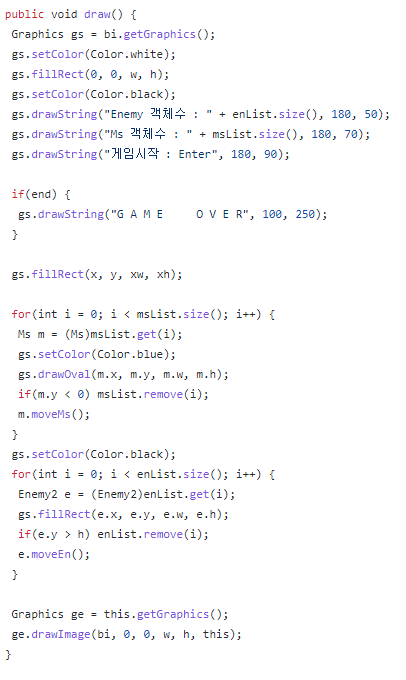 public void draw() {
 Graphics gs = bi.getGraphics();
 gs.setColor(Color.white);
 gs.fillRect(0, 0, w, h);
 gs.setColor(Color.black);
 gs.drawString("Enemy 객체수 : " + enList.size(), 180, 50);
 gs.drawString("Ms 객체수 : " + msList.size(), 180, 70);
 gs.drawString("게임시작 : Enter", 180, 90);

 if(end) {
  gs.drawString("G A M E     O V E R", 100, 250);
 }

 gs.fillRect(x, y, xw, xh);

 for(int i = 0; i < msList.size(); i++) {
  Ms m = (Ms)msList.get(i);
  gs.setColor(Color.blue);
  gs.drawOval(m.x, m.y, m.w, m.h);
  if(m.y < 0) msList.remove(i);
  m.moveMs();
 }
 gs.setColor(Color.black);
 for(int i = 0; i < enList.size(); i++) {
  Enemy2 e = (Enemy2)enList.get(i);
  gs.fillRect(e.x, e.y, e.w, e.h);
  if(e.y > h) enList.remove(i);
  e.moveEn();
 }

 Graphics ge = this.getGraphics();
 ge.drawImage(bi, 0, 0, w, h, this);
}